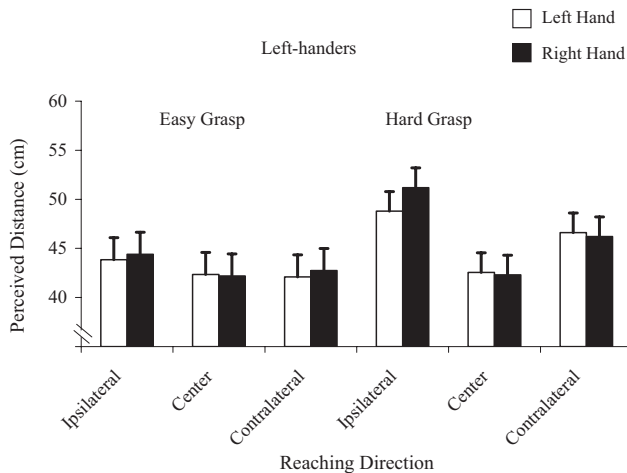 Left Hand
Left-handers
Right Hand
60
Easy Grasp
Hard Grasp
55
50
45
40
Perceived Distance (cm)
Ipsilateral
Center
Contralateral
Ipsilateral
Center
Contralateral
Reaching Direction